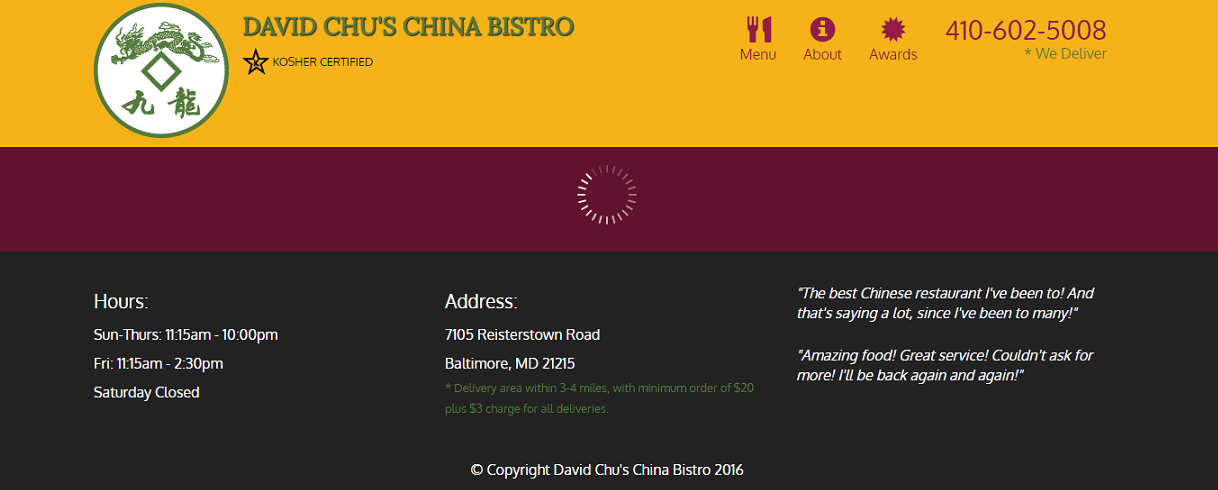 DAVID CHU'S CHINA BISTRO
K
KOSHER CERTIFIED
九 龍
Menu
About
Awards
410-602-5008
* We Deliver
Hours:
Sun-Thurs: 11:15am - 10:00pm
Fri: 11:15am - 2:30pm
Saturday Closed
Address:
7105 Reisterstown Road
Baltimore, MD 21215
* Delivery area within 3-4 miles, with minimum order of $20
plus $3 charge for all deliveries.
"The best Chinese restaurant I've been to! And
that's saying a lot, since I've been to many!"
"Amazing food! Great service! Couldn't ask for
more! I'll be back again and again!"
© Copyright David Chu's China Bistro 2016